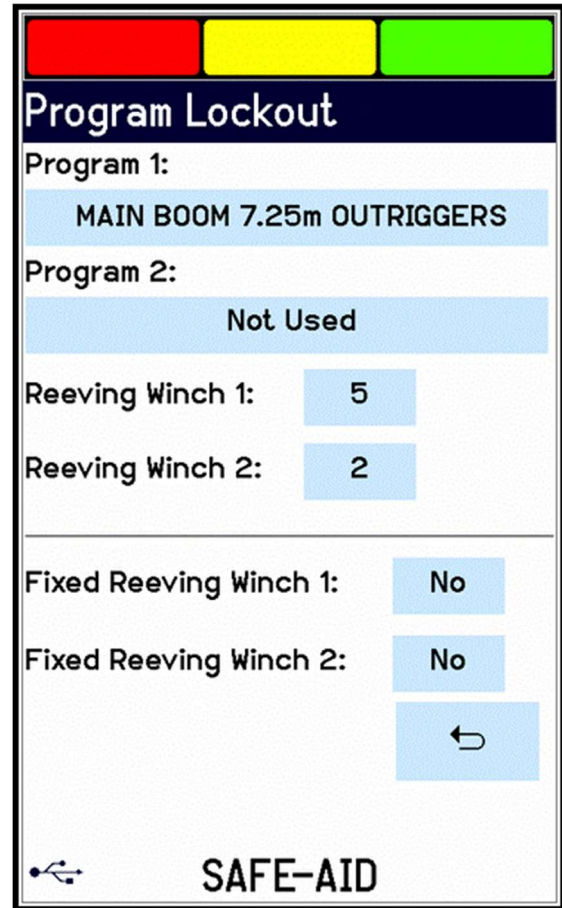 Program Lockout
Program 1:
MAIN BOOM 7.25m OUTRIGGERS
Program 2:
Not Used
Reeving Winch 1: 5
Reeving Winch 2: 2
Fixed Reeving Winch 1: No
Fixed Reeving Winch 2: No
SAFE-AID